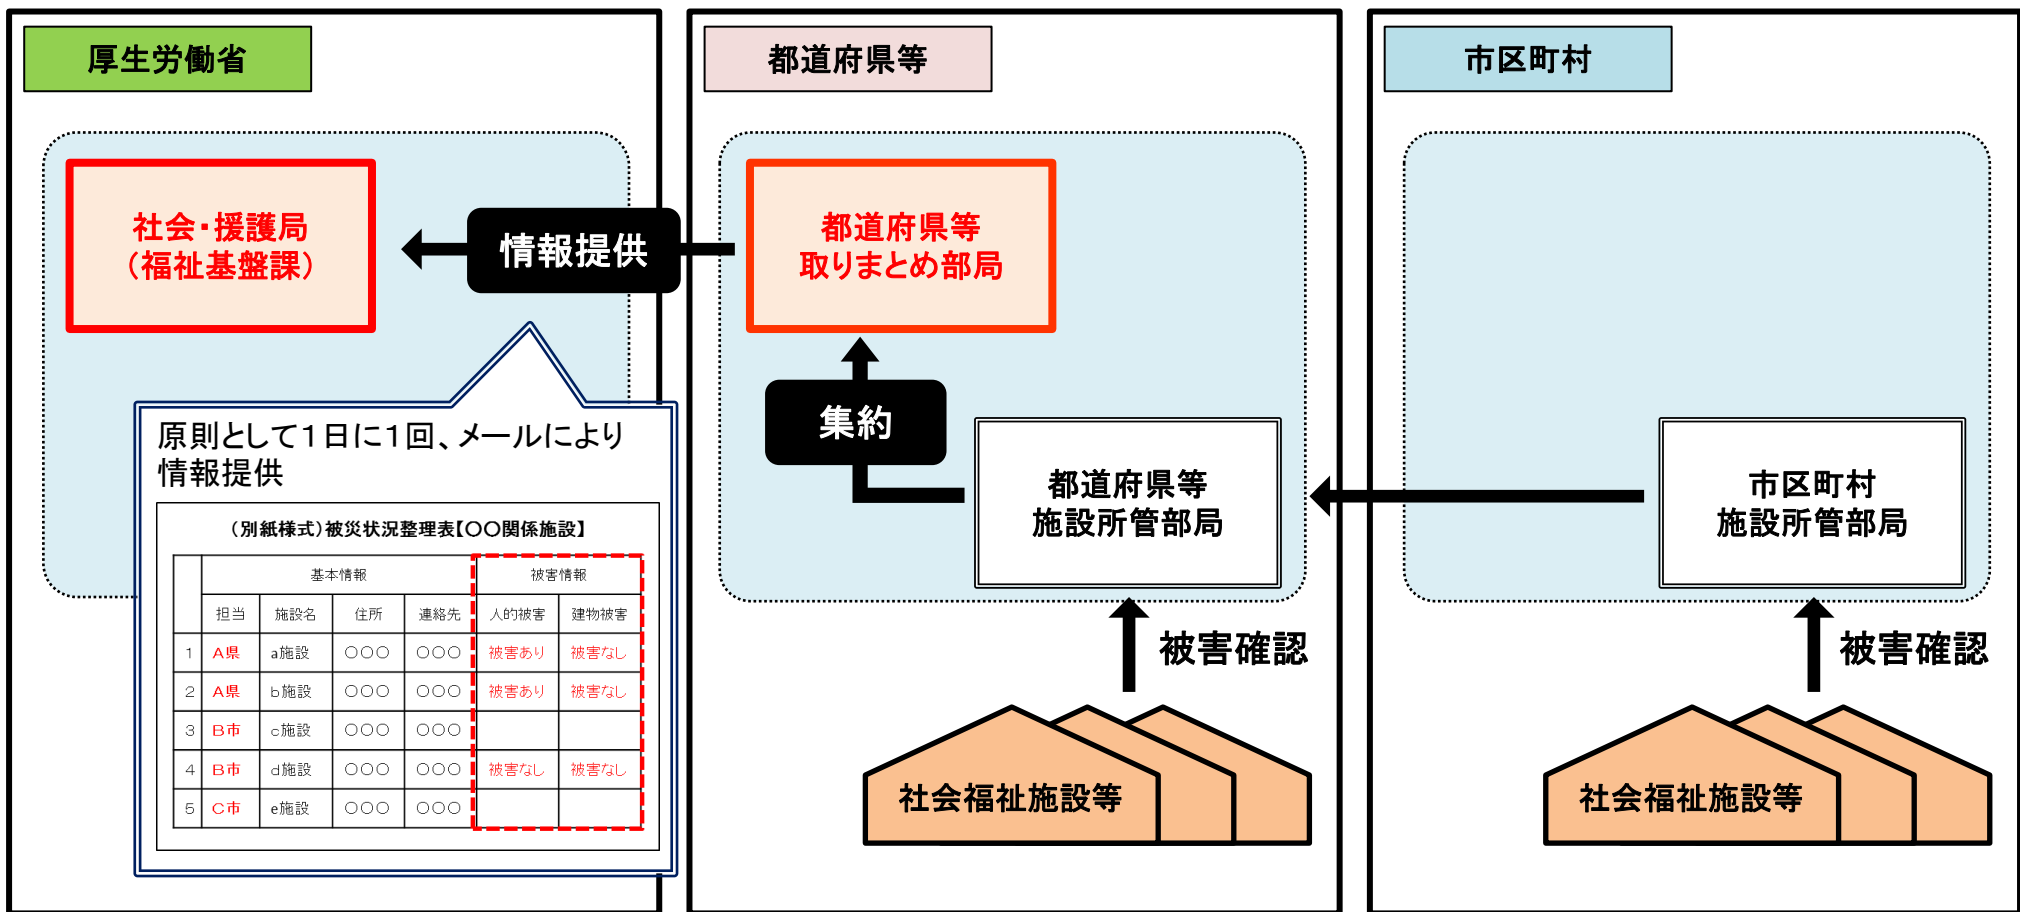 厚生労働省
社会・援護局
（福祉基盤課）
情報提供
原則として１日に１回、メールにより
情報提供
（別紙様式）被災状況整理表【〇〇関係施設】
基本情報 被害情報
担当 施設名 住所 連絡先 人的被害 建物被害
1 A県 a施設 〇〇〇 〇〇〇 被害あり 被害なし
2 A県 b施設 〇〇〇 〇〇〇 被害あり 被害なし
3 B市 c施設 〇〇〇 〇〇〇
4 B市 d施設 〇〇〇 〇〇〇 被害なし 被害なし
5 C市 e施設 〇〇〇 〇〇〇
都道府県等
都道府県等
取りまとめ部局
集約
都道府県等
施設所管部局
被害確認
社会福祉施設等
市区町村
市区町村
施設所管部局
被害確認
社会福祉施設等